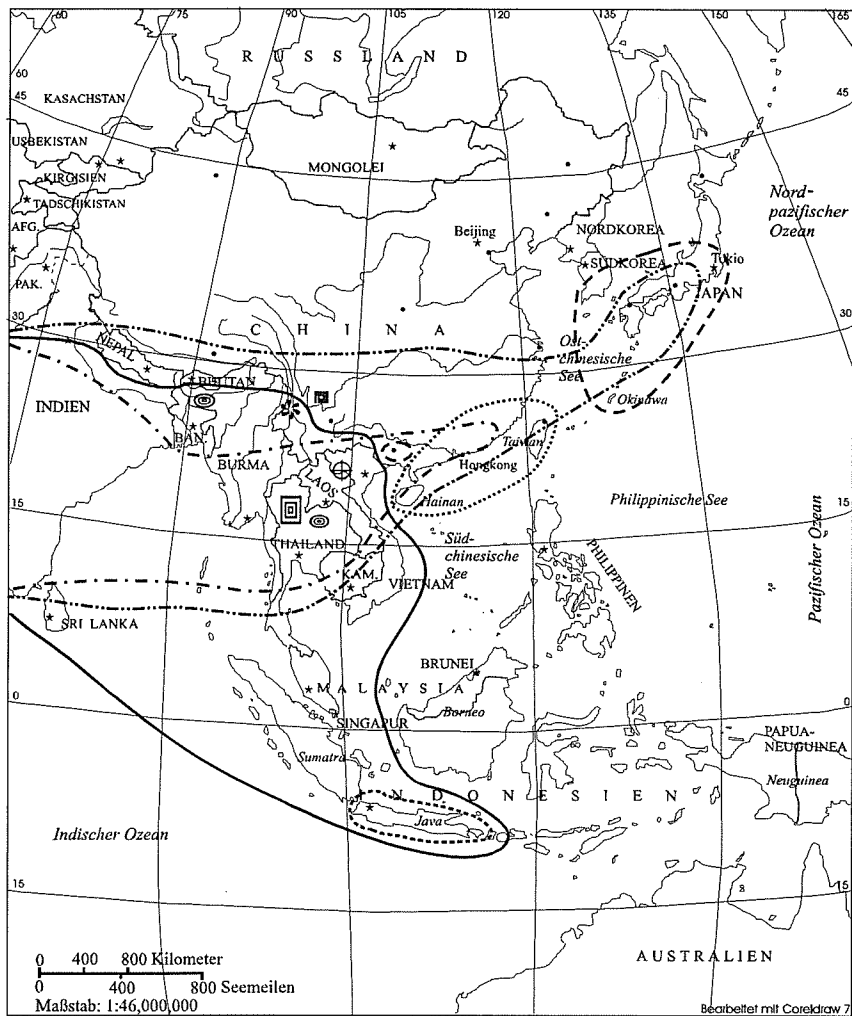 60
75
90
105
120
135
150
165
R U S S L A N D
60
45
45
KASACHSTAN
USBEKISTAN
MONGOLEI
KIRGISIEN
TADSCHIKISTAN
Nord-
pazifischer
Ozean
AFG.
Beijing
NORDKOREA
SÜDKOREA
Tokio
PAK.
JAPAN
30
C H I N A
30
NEPAL
Ost-
chinesische
See
BHUTAN
INDIEN
Okinawa
BAN.
Taiwan
BURMA
LAOS
Hongkong
15
Hainan
Philippinische See
15
THAILAND
Süd-
chinesische
See
PHILIPPINEN
Pazifischer Ozean
KAM.
VIETNAM
SRI LANKA
BRUNEI
M A L A Y S I A
0
Borneo
0
SINGAPUR
PAPUA-
NEUGUINEA
Sumatra
Neuguinea
I N D O N E S I E N
Java
Indischer Ozean
15
15
AUSTRALIEN
0 400 800 Kilometer
0 400 800 Seemeilen
Maßstab: 1:46,000,000
Bearbeitet mit Coreldraw 7